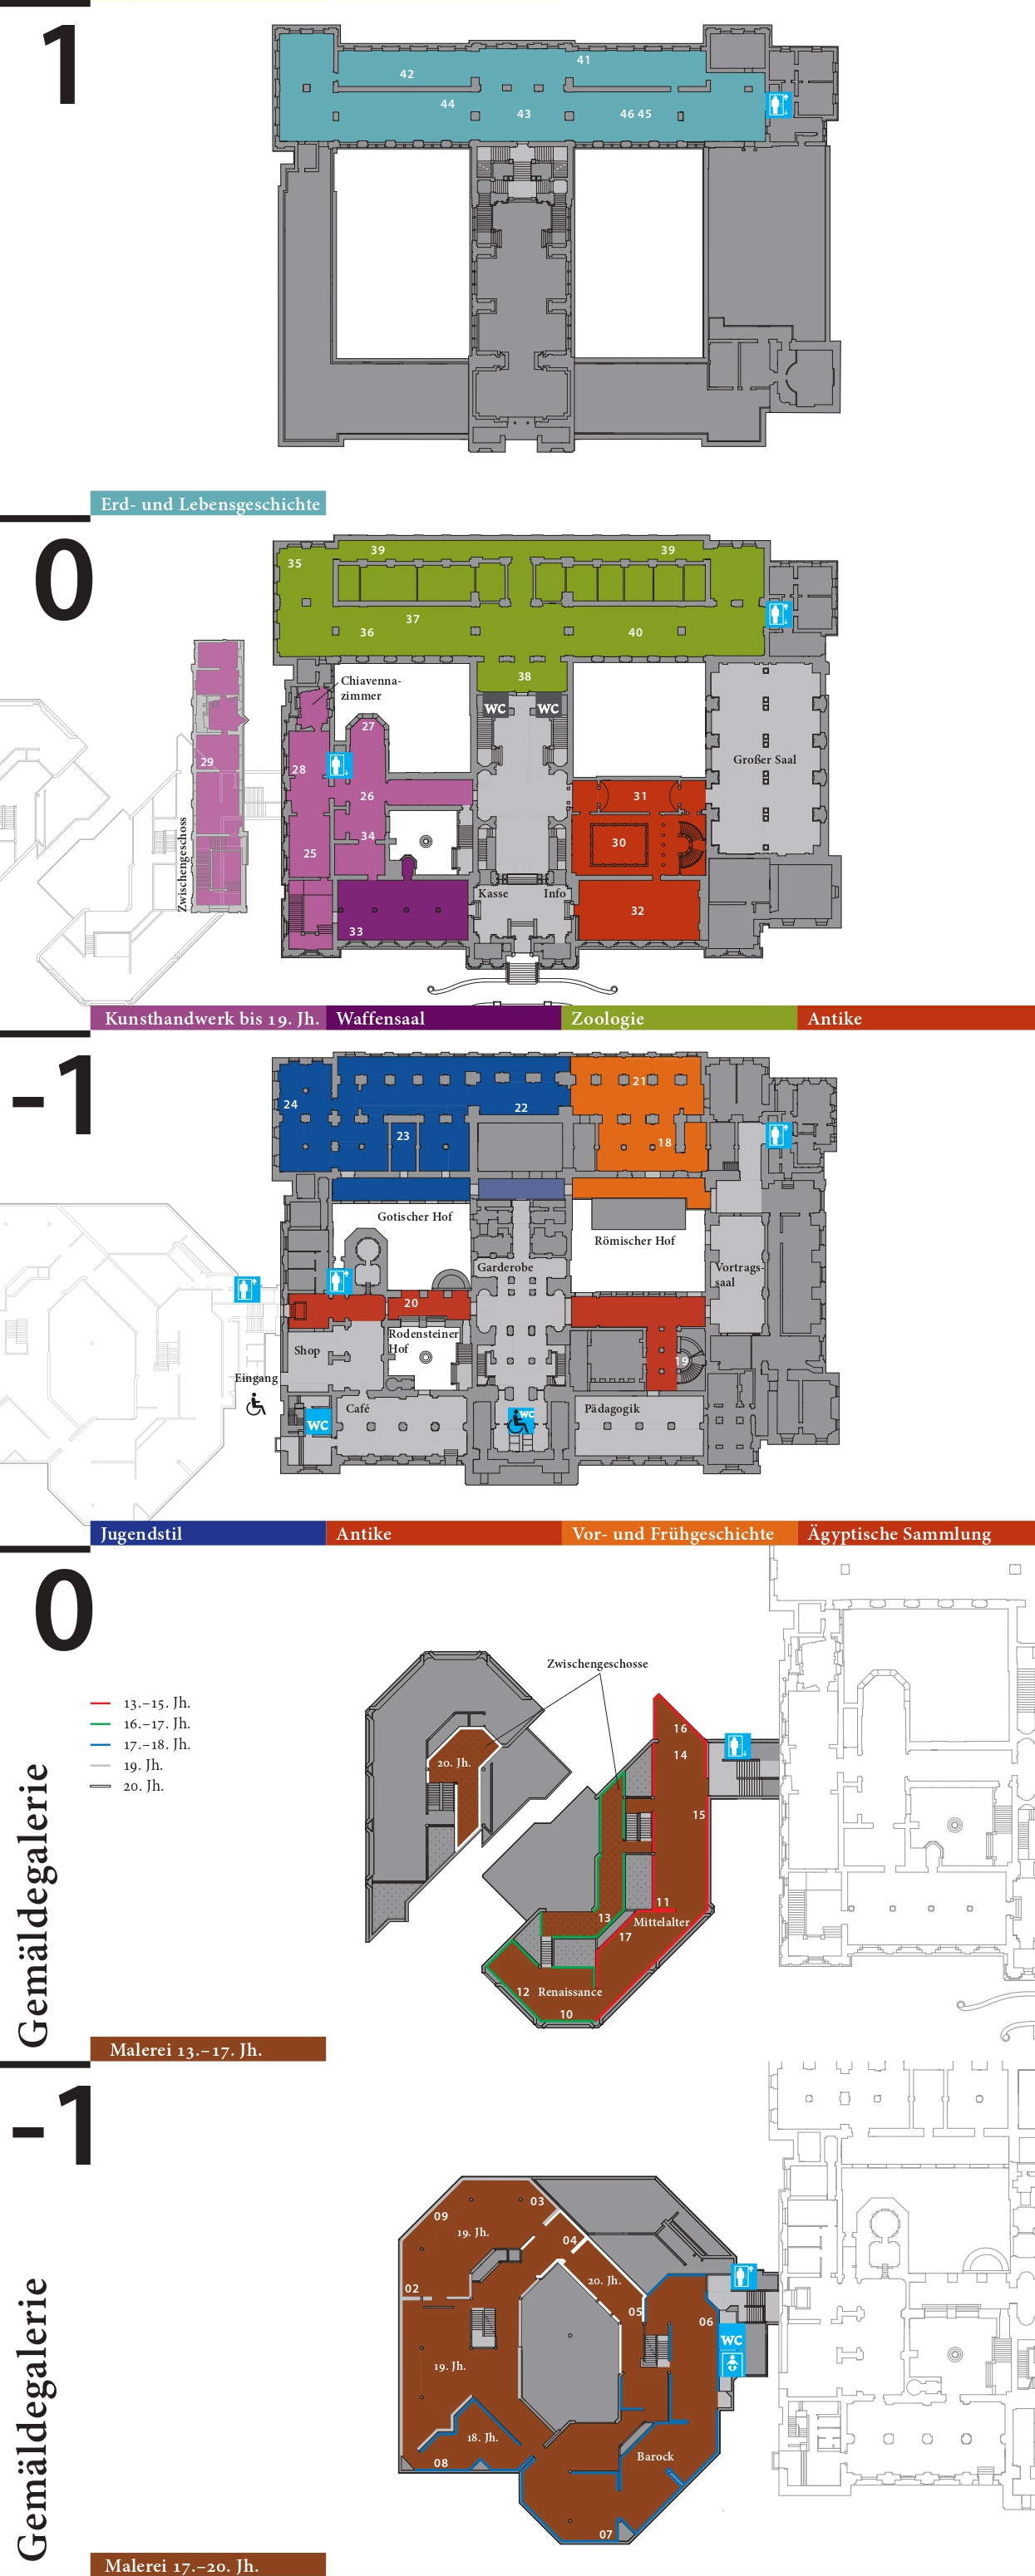 1
41
42
44
43
46 45
Erd- und Lebensgeschichte
0
39
39
35
37
36
40
38
Chiavenna-
zimmer
WC
WC
27
29
28
Großer Saal
26
31
34
30
25
Zwischengeschoss
Kasse
Info
32
33
Kunsthandwerk bis 19. Jh.
Waffensaal
Zoologie
Antike
-1
21
24
22
23
18
Gotischer Hof
Römischer Hof
Garderobe
Vortrags-
saal
20
Rodensteiner
Hof
Shop
19
Eingang
Café
Pädagogik
WC
WC
Jugendstil
Antike
Vor- und Frühgeschichte
Ägyptische Sammlung
0
Zwischengeschosse
13.–15. Jh.
16.–17. Jh.
17.–18. Jh.
19. Jh.
20. Jh.
16
14
20. Jh.
15
11
13
Mittelalter
17
12
Renaissance
10
Gemäldegalerie
Malerei 13.–17. Jh.
-1
03
09
19. Jh.
04
20. Jh.
02
05
06
WC
19. Jh.
18. Jh.
Barock
08
07
Gemäldegalerie
Malerei 17.–20. Jh.